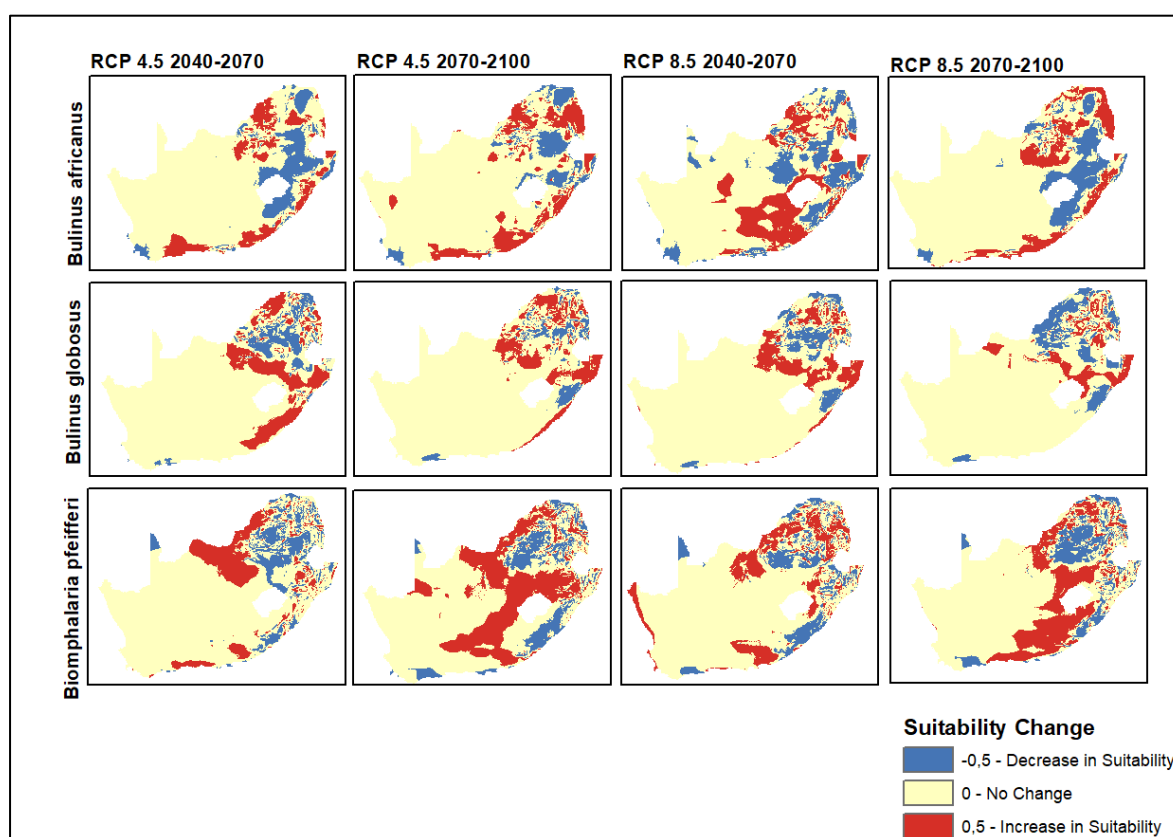 RCP 4.5 2040-2070
RCP 4.5 2070-2100
RCP 8.5 2040-2070
RCP 8.5 2070-2100
Bulinus africanus
Bulinus globosus
Biomphalaria pfeifferi
Suitability Change
-0,5 - Decrease in Suitability
0 - No Change
0,5 - Increase in Suitability